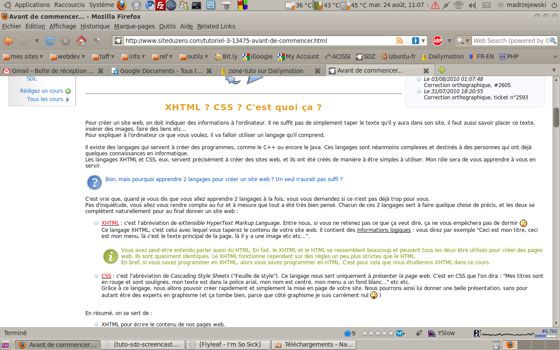 Applications Raccourcis Système 36 °C 45 °C mar. 24 août, 11:07 madrzejewski
Avant de commencer... - Mozilla Firefox
Fichier Édition Affichage Historique Marque-pages Outils Aide Related Links
http://www.siteduzero.com/tutoriel-3-13475-avant-de-commencer.html Web Search (powered by G
mes sites webdev taff info ref outils Bit.ly iGoogle My Account ACISSI SDZ Ubuntu-fr Dailymotion FR-EN PHP
Gmail - Boîte de réception ... Google Documents - Tous l... zone-tuto sur Dailymotion Avant de commencer...
SDL
Rédigez un cours
Tous les cours
Le 03/08/2010 01:07:48
Correction orthographique, #2605
Le 31/07/2010 18:20:55
Correction orthographique, ticket n°2593
XHTML ? CSS ? C'est quoi ça ?
Pour créer un site web, on doit indiquer des informations à l'ordinateur. Il ne suffit pas de simplement taper le texte qu'il y aura dans son site, il faut aussi savoir placer ce texte,
insérer des images, faire des liens etc...
Pour expliquer à l'ordinateur ce que vous voulez, il va falloir utiliser un langage qu'il comprend.
Il existe des langages qui servent à créer des programmes, comme le C++ ou encore le Java. Ces langages sont néanmoins complexes et destinés à des personnes qui ont déjà
quelques connaissances en informatique.
Les langages XHTML et CSS, eux, servent précisément à créer des sites web, et ils ont été créés de manière à être simples à utiliser. Mon rôle sera de vous apprendre à vous en
servir.
Bon, mais pourquoi apprendre 2 langages pour créer un site web ? Un seul n'aurait pas suffi ?
C'est vrai que, quand je vous dis que vous allez apprendre 2 langages à la fois, vous vous demandez si ce n'est pas déjà trop pour vous.
Pas d'inquiétude, vous allez vous rendre compte au fur et à mesure que tout a été très bien pensé. Chacun de ces 2 langages sert à faire quelque chose de précis, et les deux se
complètent naturellement pour au final donner un site web :
XHTML : c'est l'abréviation de eXtensible HyperText Markup Language. Entre nous, si vous ne retenez pas ce que ça veut dire, ça ne vous empêchera pas de dormir
Ce langage XHTML, c'est celui avec lequel vous taperez le contenu de votre site web. Il contient des informations logiques : vous direz par exemple "Ceci est mon titre, ceci
est mon menu, là c'est le texte principal de la page, là il y a une image etc etc...".
Vous avez peut-être entendu parler aussi du HTML. En fait, le XHTML et le HTML se ressemblent beaucoup et peuvent tous les deux être utilisés pour créer des pages
web. Ils sont quasiment identiques. Le XHTML fonctionne cependant sur des règles un peu plus strictes que le HTML.
En bref, si vous savez programmer en XHTML, alors vous savez programmer en HTML. C'est pour cela que nous étudierons XHTML dans ce cours.
CSS : c'est l'abréviation de Cascading Style Sheets ("Feuille de style"). Ce langage nous sert uniquement à présenter la page web. C'est en CSS que l'on dira : "Mes titres sont
en rouge et sont soulignés, mon texte est dans la police arial, mon nom est centré, mon menu a un fond blanc..." etc etc
Grâce à ce langage, nous allons pouvoir créer rapidement et simplement la mise en page de votre site. Nous pourrons ainsi lui donner une belle présentation, sans pour
autant être des experts en graphisme (et ça tombe bien, parce que côté graphisme je suis carrément nul )
En résumé, on se sert de :
XHTML pour écrire le contenu de nos pages web.
Terminé 9 YSlow #6,760
Avant de commencer... [tuto-sdz-screencast.... [Flyleaf - I'm So Sick] Téléchargements - Na...